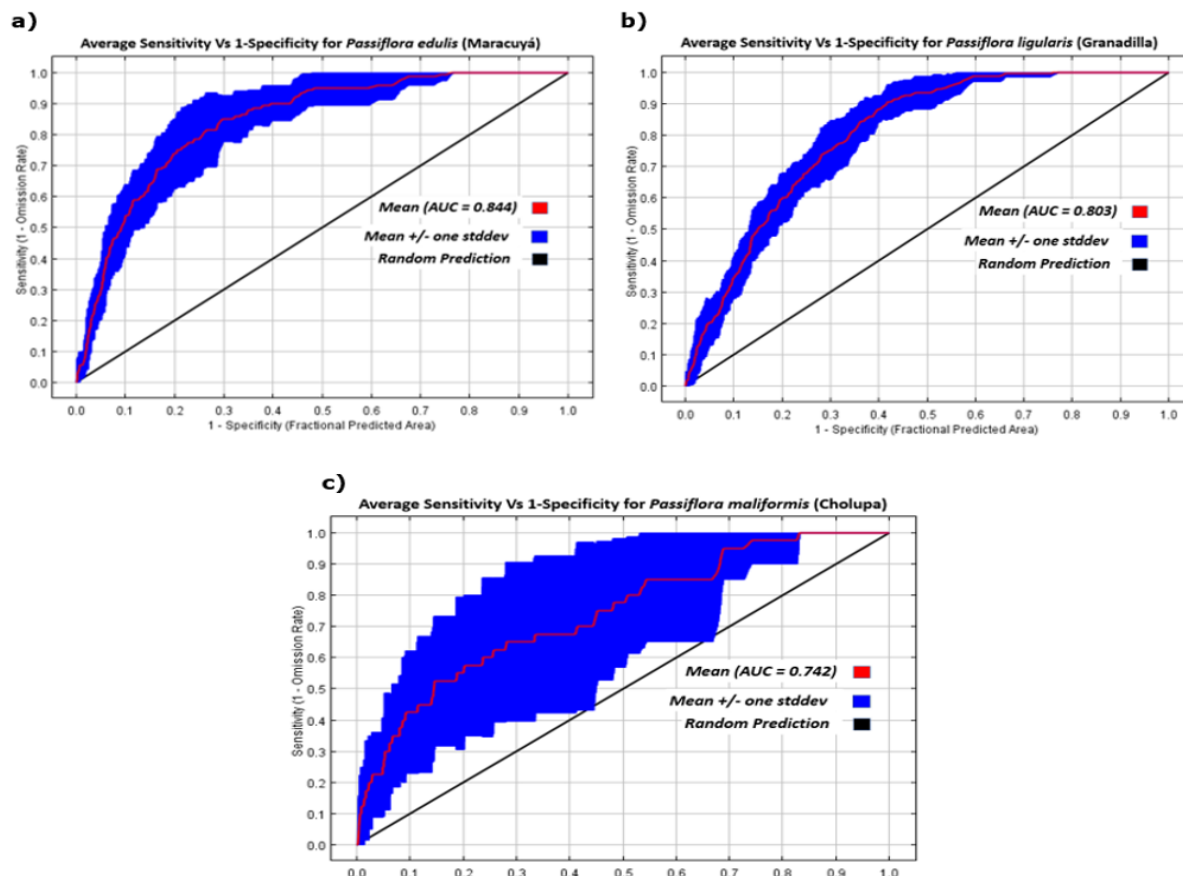 a)
Average Sensitivity Vs 1-Specificity for Passiflora edulis (Maracuyá)
Sensitivity (1 - Omission Rate)
1.0
0.9
0.8
0.7
0.6
0.5
0.4
0.3
0.2
0.1
0.0
Mean (AUC = 0.844)
Mean +/- one stddev
Random Prediction
0.0 0.1 0.2 0.3 0.4 0.5 0.6 0.7 0.8 0.9 1.0
1 - Specificity (Fractional Predicted Area)
b)
Average Sensitivity Vs 1-Specificity for Passiflora ligularis (Granadilla)
Sensitivity (1 - Omission Rate)
1.0
0.9
0.8
0.7
0.6
0.5
0.4
0.3
0.2
0.1
0.0
Mean (AUC = 0.803)
Mean +/- one stddev
Random Prediction
0.0 0.1 0.2 0.3 0.4 0.5 0.6 0.7 0.8 0.9 1.0
1 - Specificity (Fractional Predicted Area)
c)
Average Sensitivity Vs 1-Specificity for Passiflora maliformis (Cholupa)
Sensitivity (1 - Omission Rate)
1.0
0.9
0.8
0.7
0.6
0.5
0.4
0.3
0.2
0.1
0.0
Mean (AUC = 0.742)
Mean +/- one stddev
Random Prediction
0.0 0.1 0.2 0.3 0.4 0.5 0.6 0.7 0.8 0.9 1.0